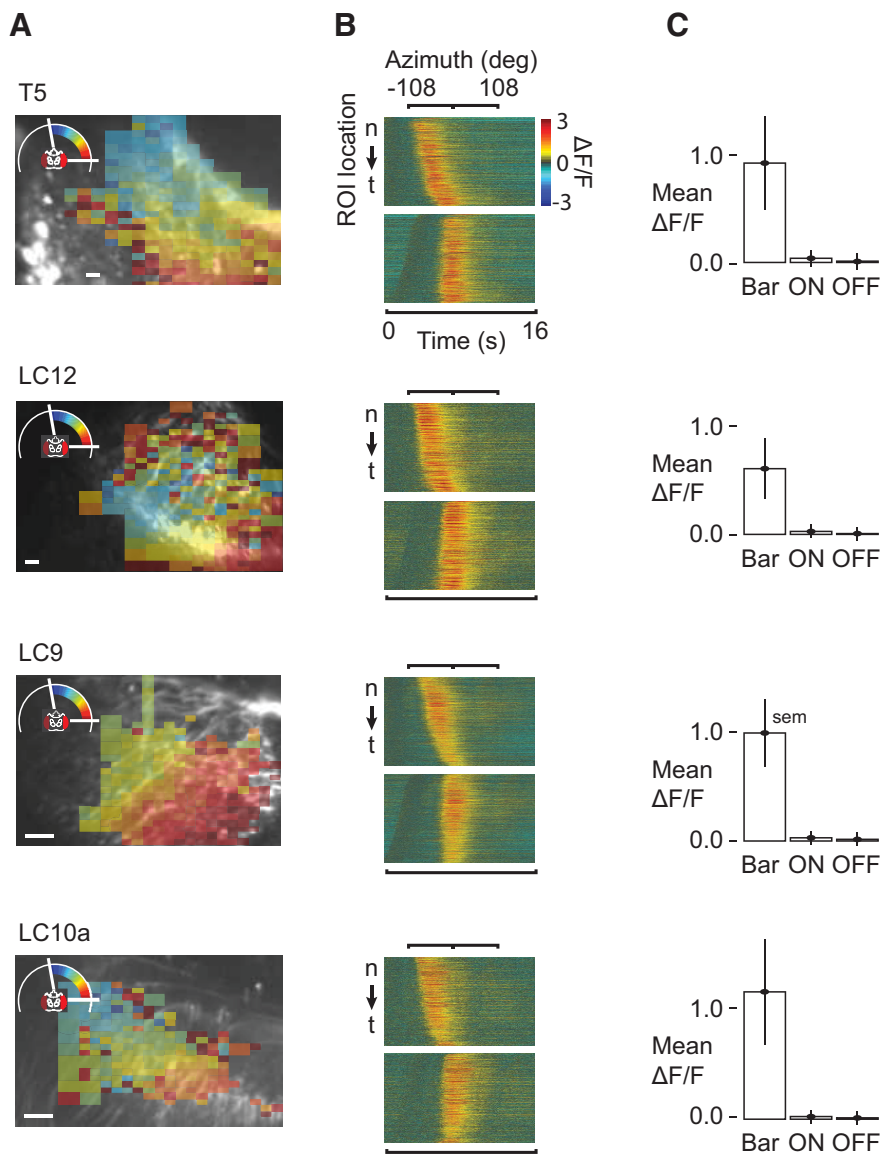 A
B
C
T5
Azimuth (deg)
-108 108
ROI location
n
t
3
0
-3
ΔF/F
0 16
Time (s)
1.0
Mean
ΔF/F
0.0
Bar ON OFF
LC12
n
t
1.0
Mean
ΔF/F
0.0
Bar ON OFF
LC9
n
t
sem
1.0
Mean
ΔF/F
0.0
Bar ON OFF
LC10a
n
t
1.0
Mean
ΔF/F
0.0
Bar ON OFF